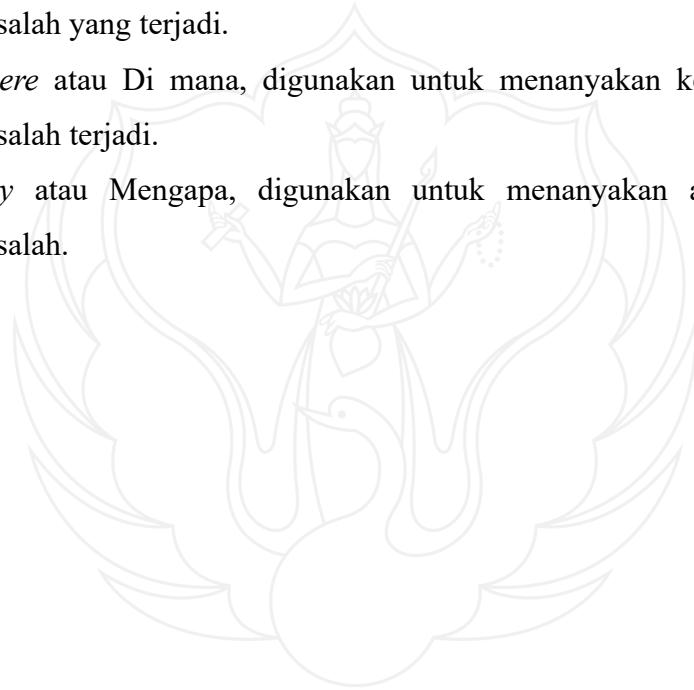 salah yang terjadi.
ere atau Di mana, digunakan untuk menanyakan ke
salah terjadi.
y atau Mengapa, digunakan untuk menanyakan a
salah.